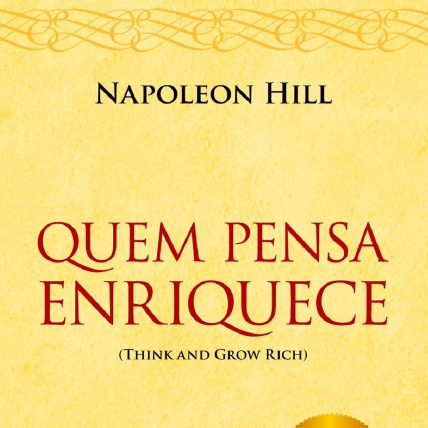 NAPOLEON HILL
QUEM PENSA
ENRIQUECE
(THINK AND GROW RICH)